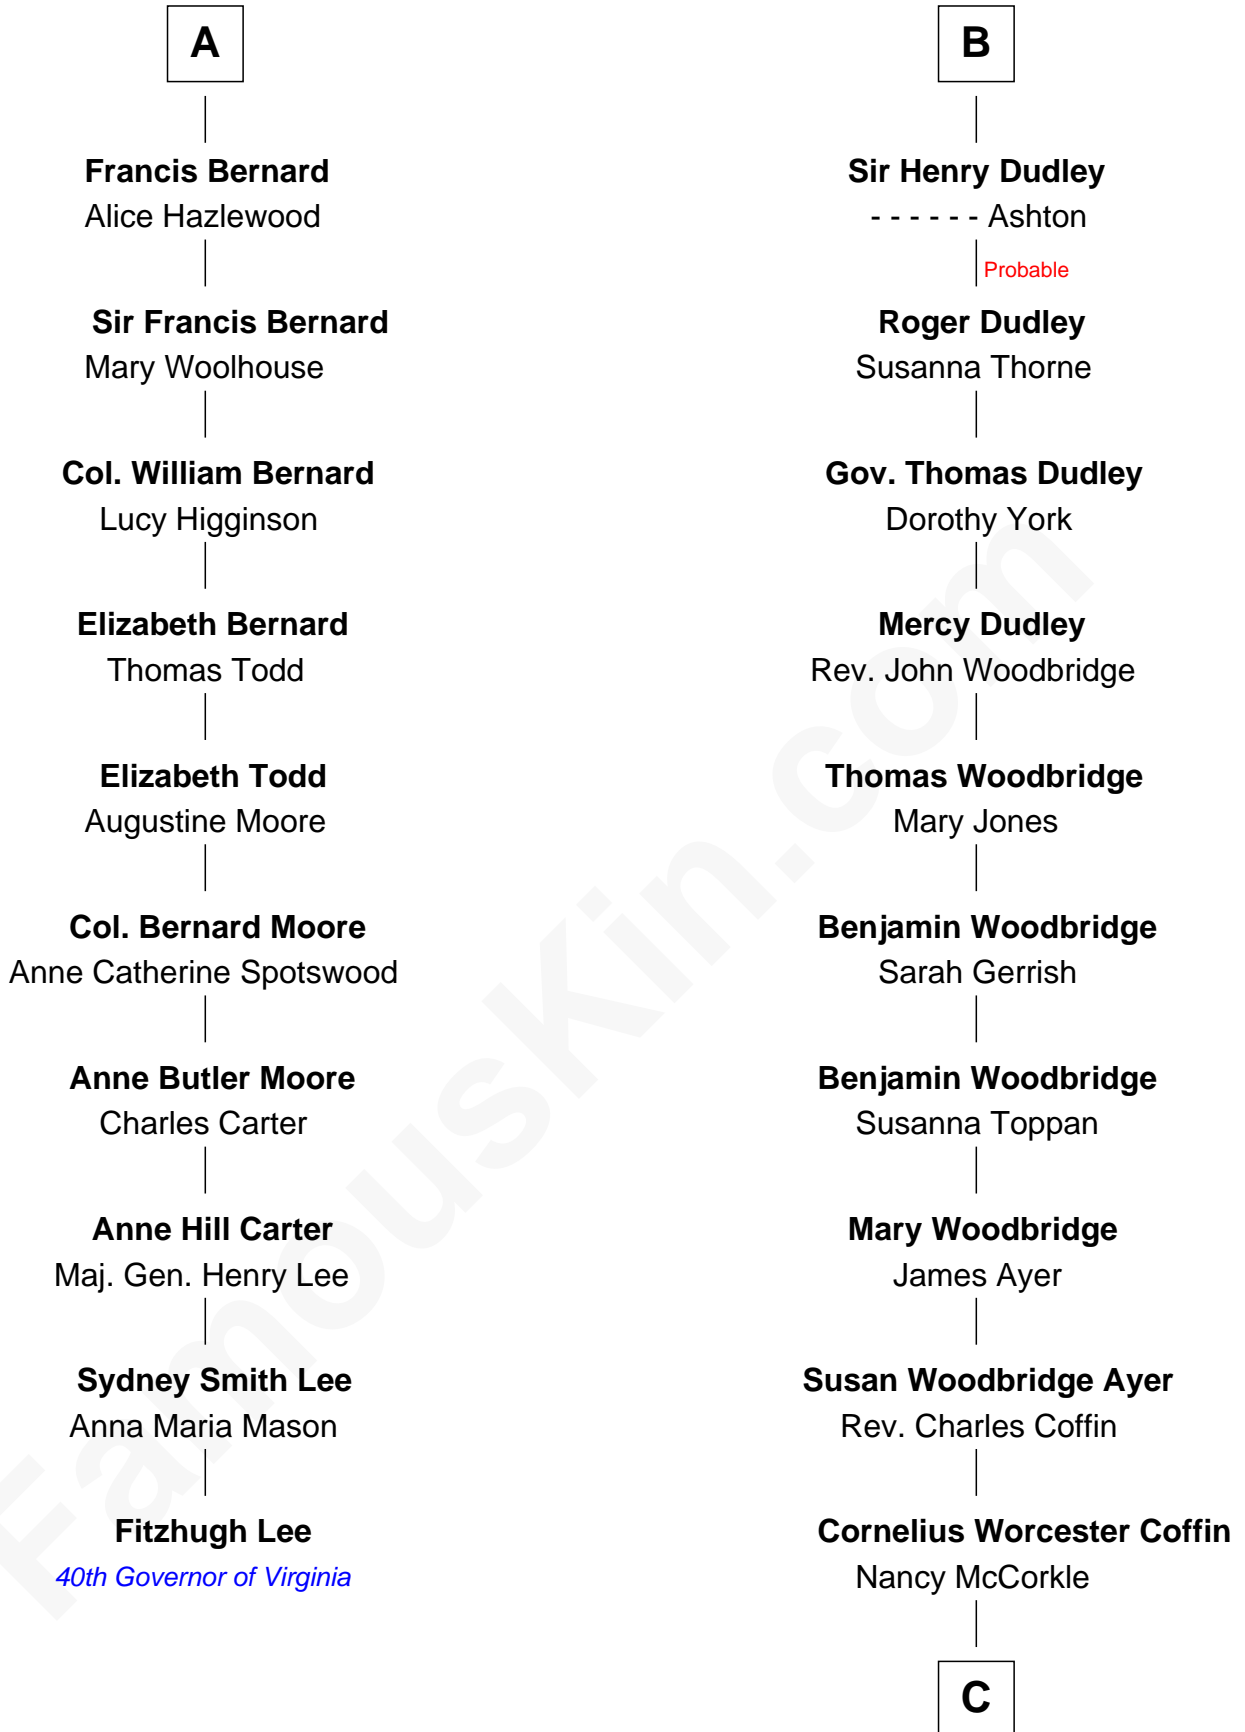 A
Francis Bernard
Alice Hazlewood
Sir Francis Bernard
Mary Woolhouse
Col. William Bernard
Lucy Higginson
Elizabeth Bernard
Thomas Todd
Elizabeth Todd
Augustine Moore
Col. Bernard Moore
Anne Catherine Spotswood
Anne Butler Moore
Charles Carter
Anne Hill Carter
Maj. Gen. Henry Lee
Sydney Smith Lee
Anna Maria Mason
Fitzhugh Lee
40th Governor of Virginia
B
Sir Henry Dudley
- - - - - - Ashton
Probable
Roger Dudley
Susanna Thorne
Gov. Thomas Dudley
Dorothy York
Mercy Dudley
Rev. John Woodbridge
Thomas Woodbridge
Mary Jones
Benjamin Woodbridge
Sarah Gerrish
Benjamin Woodbridge
Susanna Toppan
Mary Woodbridge
James Ayer
Susan Woodbridge Ayer
Rev. Charles Coffin
Cornelius Worcester Coffin
Nancy McCorkle
C
FamousKin.com